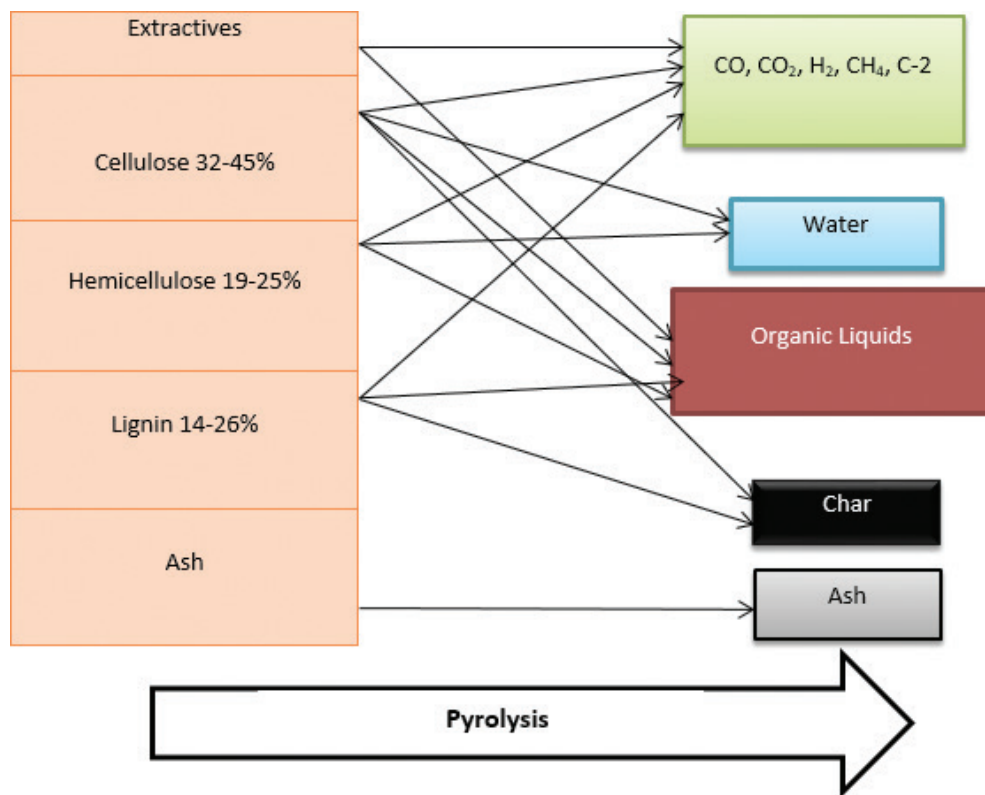 Extractives
Cellulose 32-45%
Hemicellulose 19-25%
Lignin 14-26%
Ash
CO, CO₂, H₂, CH₄, C-2
Water
Organic Liquids
Char
Ash
Pyrolysis